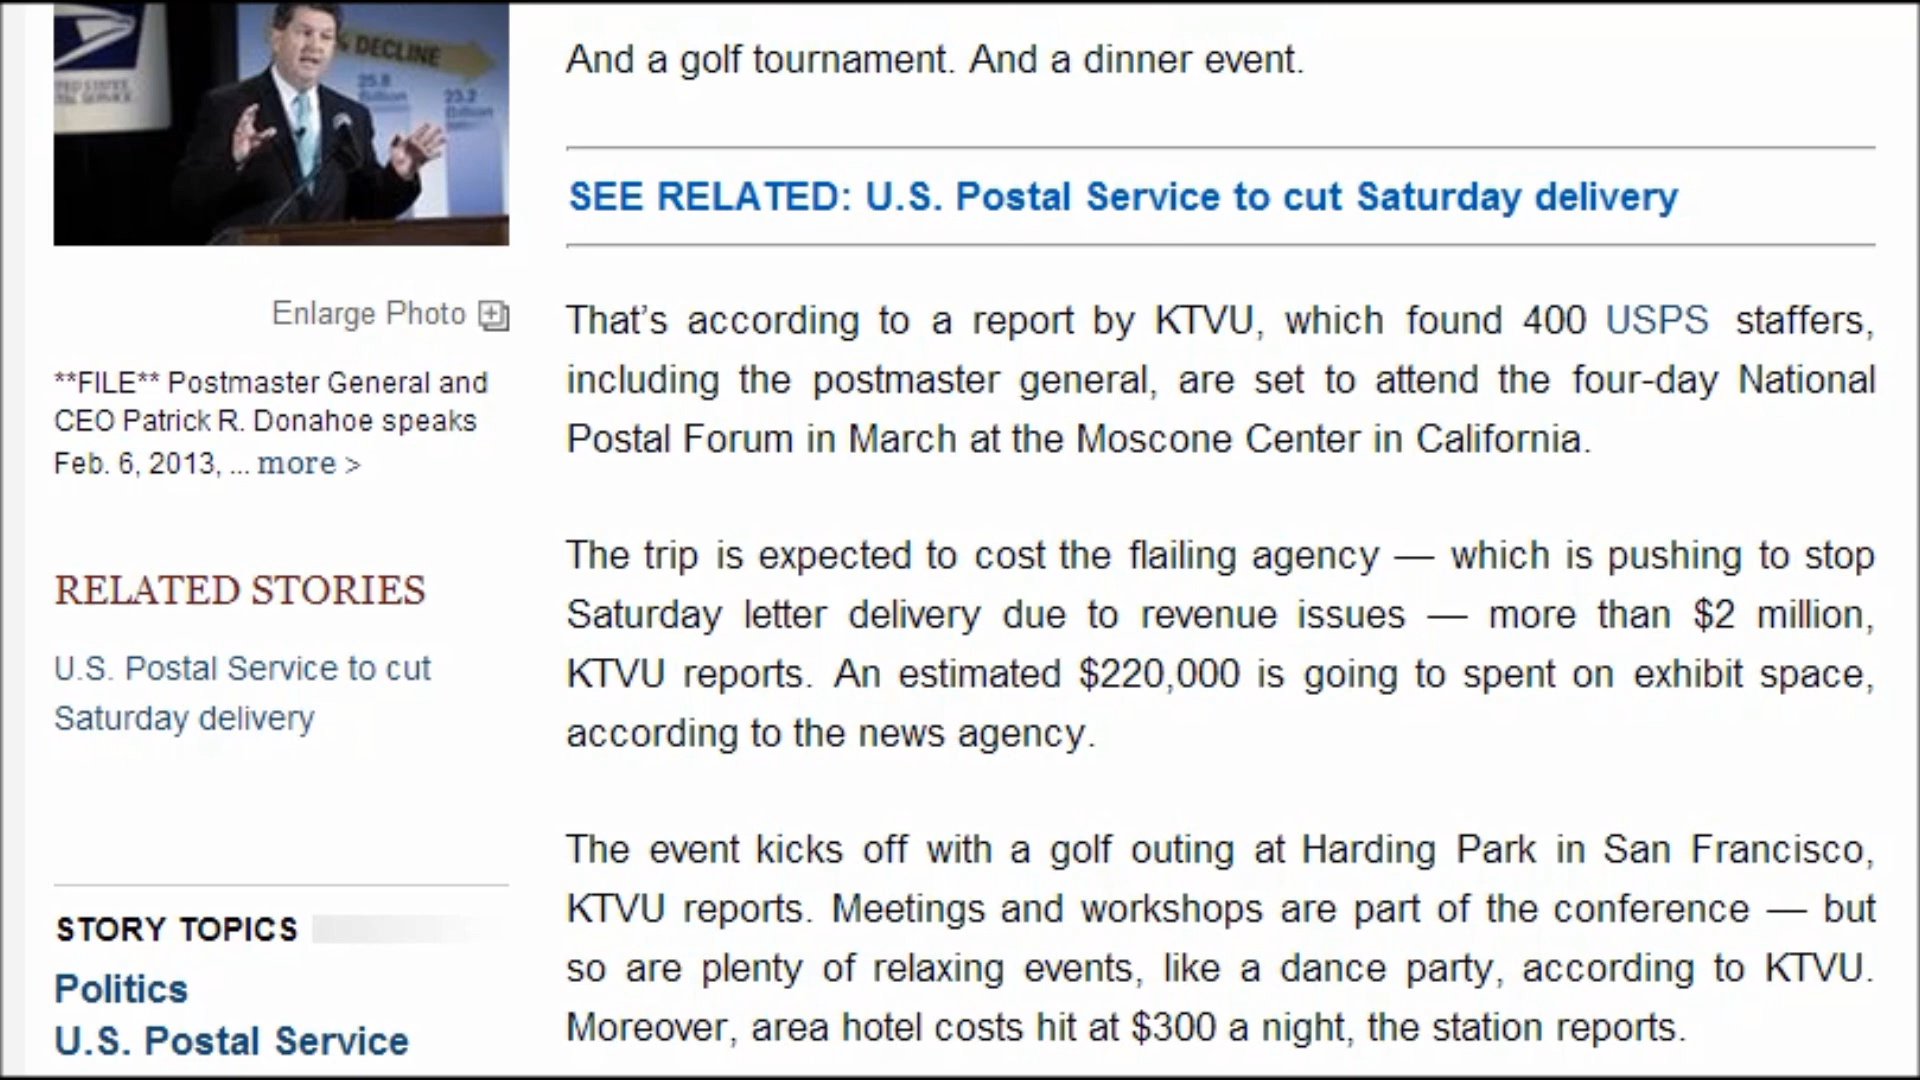 DECLINE
25.8
Billion
23.2
Billion
Enlarge Photo
**FILE** Postmaster General and
CEO Patrick R. Donahoe speaks
Feb. 6, 2013, ... more >
RELATED STORIES
U.S. Postal Service to cut
Saturday delivery
STORY TOPICS
Politics
U.S. Postal Service
And a golf tournament. And a dinner event.
SEE RELATED: U.S. Postal Service to cut Saturday delivery
That’s according to a report by KTVU, which found 400 USPS staffers,
including the postmaster general, are set to attend the four-day National
Postal Forum in March at the Moscone Center in California.
The trip is expected to cost the flailing agency — which is pushing to stop
Saturday letter delivery due to revenue issues — more than $2 million,
KTVU reports. An estimated $220,000 is going to spent on exhibit space,
according to the news agency.
The event kicks off with a golf outing at Harding Park in San Francisco,
KTVU reports. Meetings and workshops are part of the conference — but
so are plenty of relaxing events, like a dance party, according to KTVU.
Moreover, area hotel costs hit at $300 a night, the station reports.